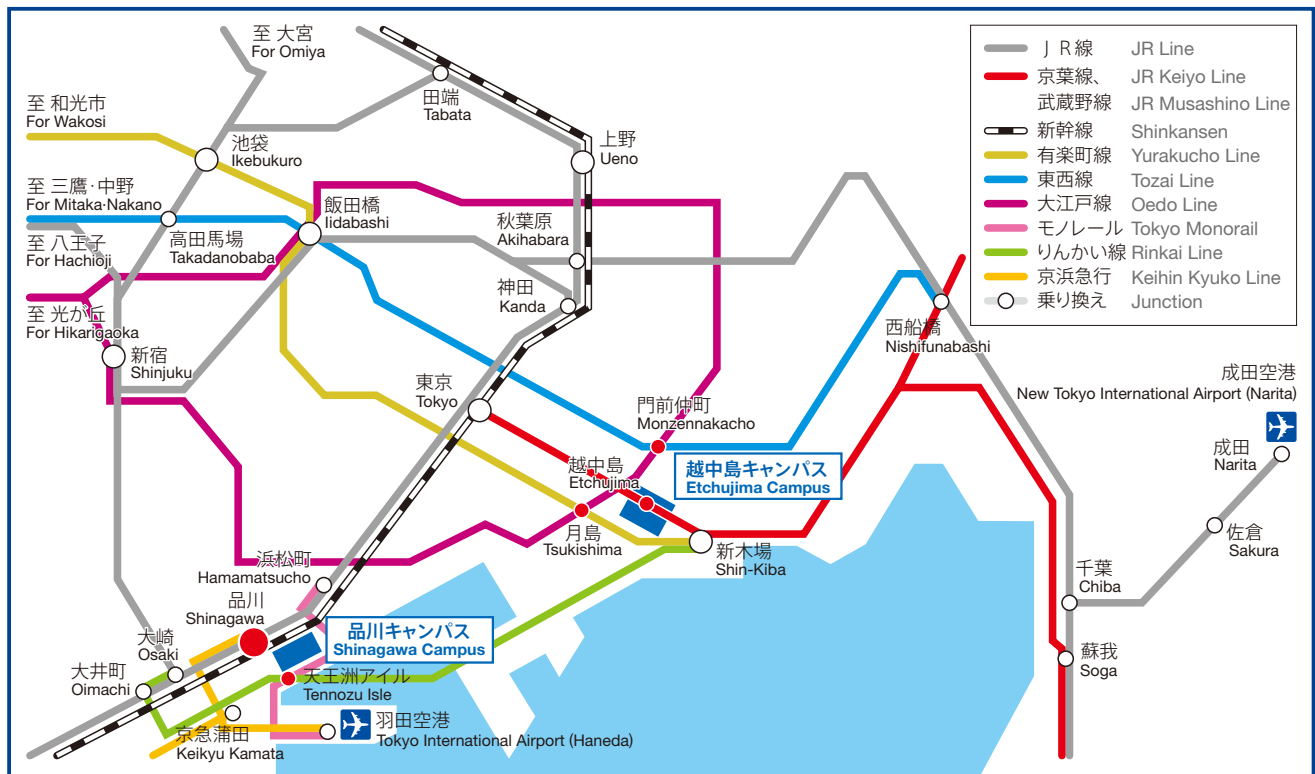 至 大宮
For Omiya
田端
Tabata
至 和光市
For Wakosi
池袋
Ikebukuro
上野
Ueno
至 三鷹・中野
For Mitaka-Nakano
飯田橋
Iidabashi
高田馬場
Takadanobaba
秋葉原
Akihabara
至 八王子
For Hachioji
神田
Kanda
至 光が丘
For Hikarigaoka
新宿
Shinjuku
西船橋
Nishifunabashi
東京
Tokyo
門前仲町
Monzennakacho
成田空港
New Tokyo International Airport (Narita)
成田
Narita
越中島
Etchujima
越中島キャンパス
Etchujima Campus
月島
Tsukishima
新木場
Shin-Kiba
佐倉
Sakura
浜松町
Hamamatsucho
千葉
Chiba
品川
Shinagawa
品川キャンパス
Shinagawa Campus
大崎
Osaki
大井町
Oimachi
蘇我
Soga
天王洲アイル
Tennozu Isle
京急蒲田
Keikyu Kamata
羽田空港
Tokyo International Airport (Haneda)
ＪＲ線 JR Line
京葉線、 JR Keiyo Line
武蔵野線 JR Musashino Line
新幹線 Shinkansen
有楽町線 Yurakucho Line
東西線 Tozai Line
大江戸線 Oedo Line
モノレール Tokyo Monorail
りんかい線 Rinkai Line
京浜急行 Keihin Kyuko Line
乗り換え Junction